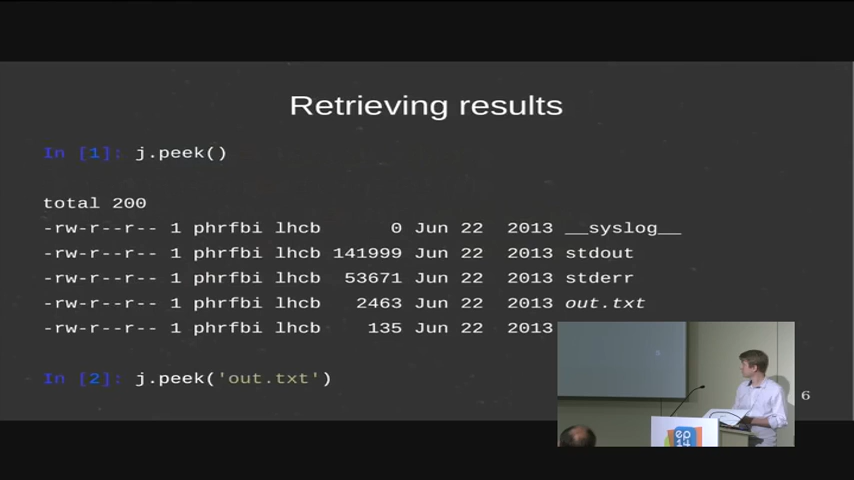 Retrieving results
In [1]: j.peek()
total 200
-rw-r--r-- 1 phrfbi lhcb 0 Jun 22 2013 __syslog__
-rw-r--r-- 1 phrfbi lhcb 141999 Jun 22 2013 stdout
-rw-r--r-- 1 phrfbi lhcb 53671 Jun 22 2013 stderr
-rw-r--r-- 1 phrfbi lhcb 2463 Jun 22 2013 out.txt
-rw-r--r-- 1 phrfbi lhcb 135 Jun 22 2013
In [2]: j.peek('out.txt')
6
ep
14